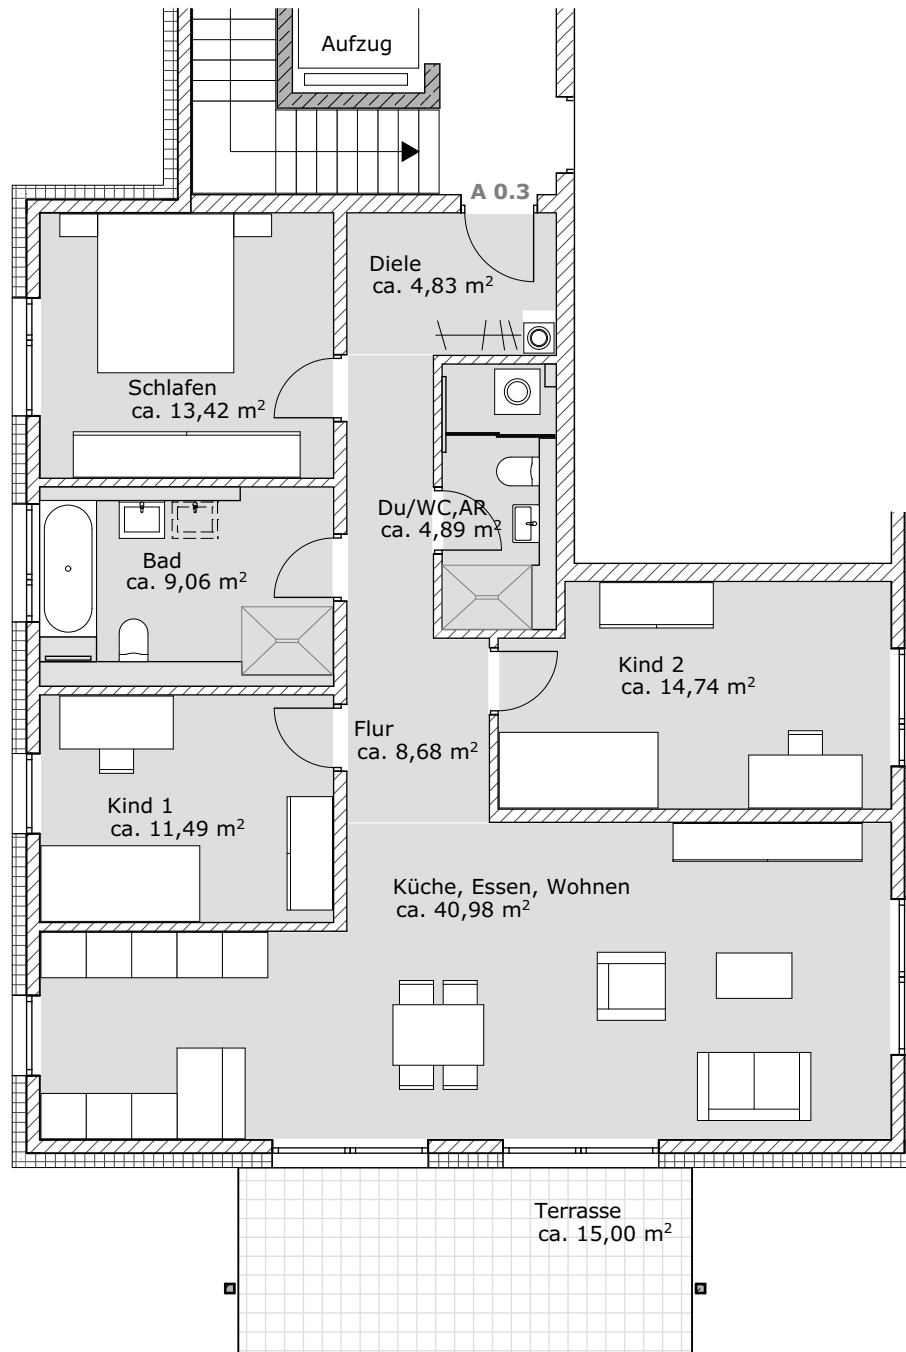 Aufzug
A 0.3
Diele
ca. 4,83 m²
Schlafen
ca. 13,42 m²
Du/WC,AR
ca. 4,89 m²
Bad
ca. 9,06 m²
Kind 2
ca. 14,74 m²
Flur
ca. 8,68 m²
Kind 1
ca. 11,49 m²
Küche, Essen, Wohnen
ca. 40,98 m²
Terrasse
ca. 15,00 m²